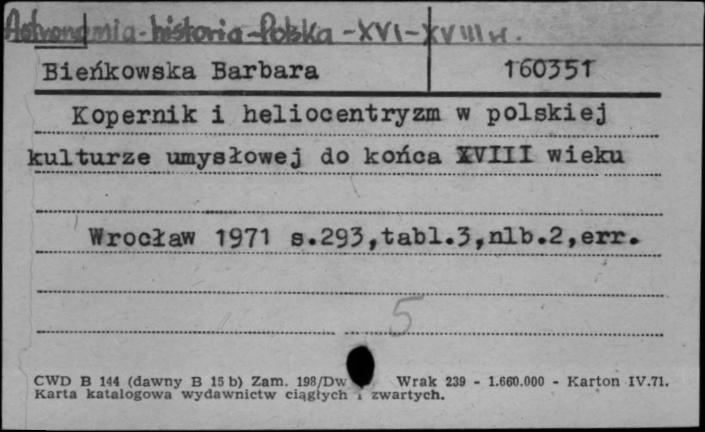 Astronomia-historia-Polska-XVI-XVIII w.
Bieńkowska Barbara 160351
Kopernik i heliocentryzm w polskiej
kulturze umysłowej do końca XVIII wieku
Wrocław 1971 s.293,tabl.3,nlb.2,err.
5
CWD B 144 (dawny B 15 b) Zam. 198/Dw Wrak 239 - 1.660.000 - Karton IV.71.
Karta katalogowa wydawnictw ciągłych i zwartych.